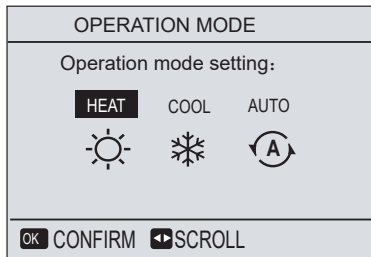 OPERATION MODE
Operation mode setting:
HEAT COOL AUTO
A
OK CONFIRM SCROLL